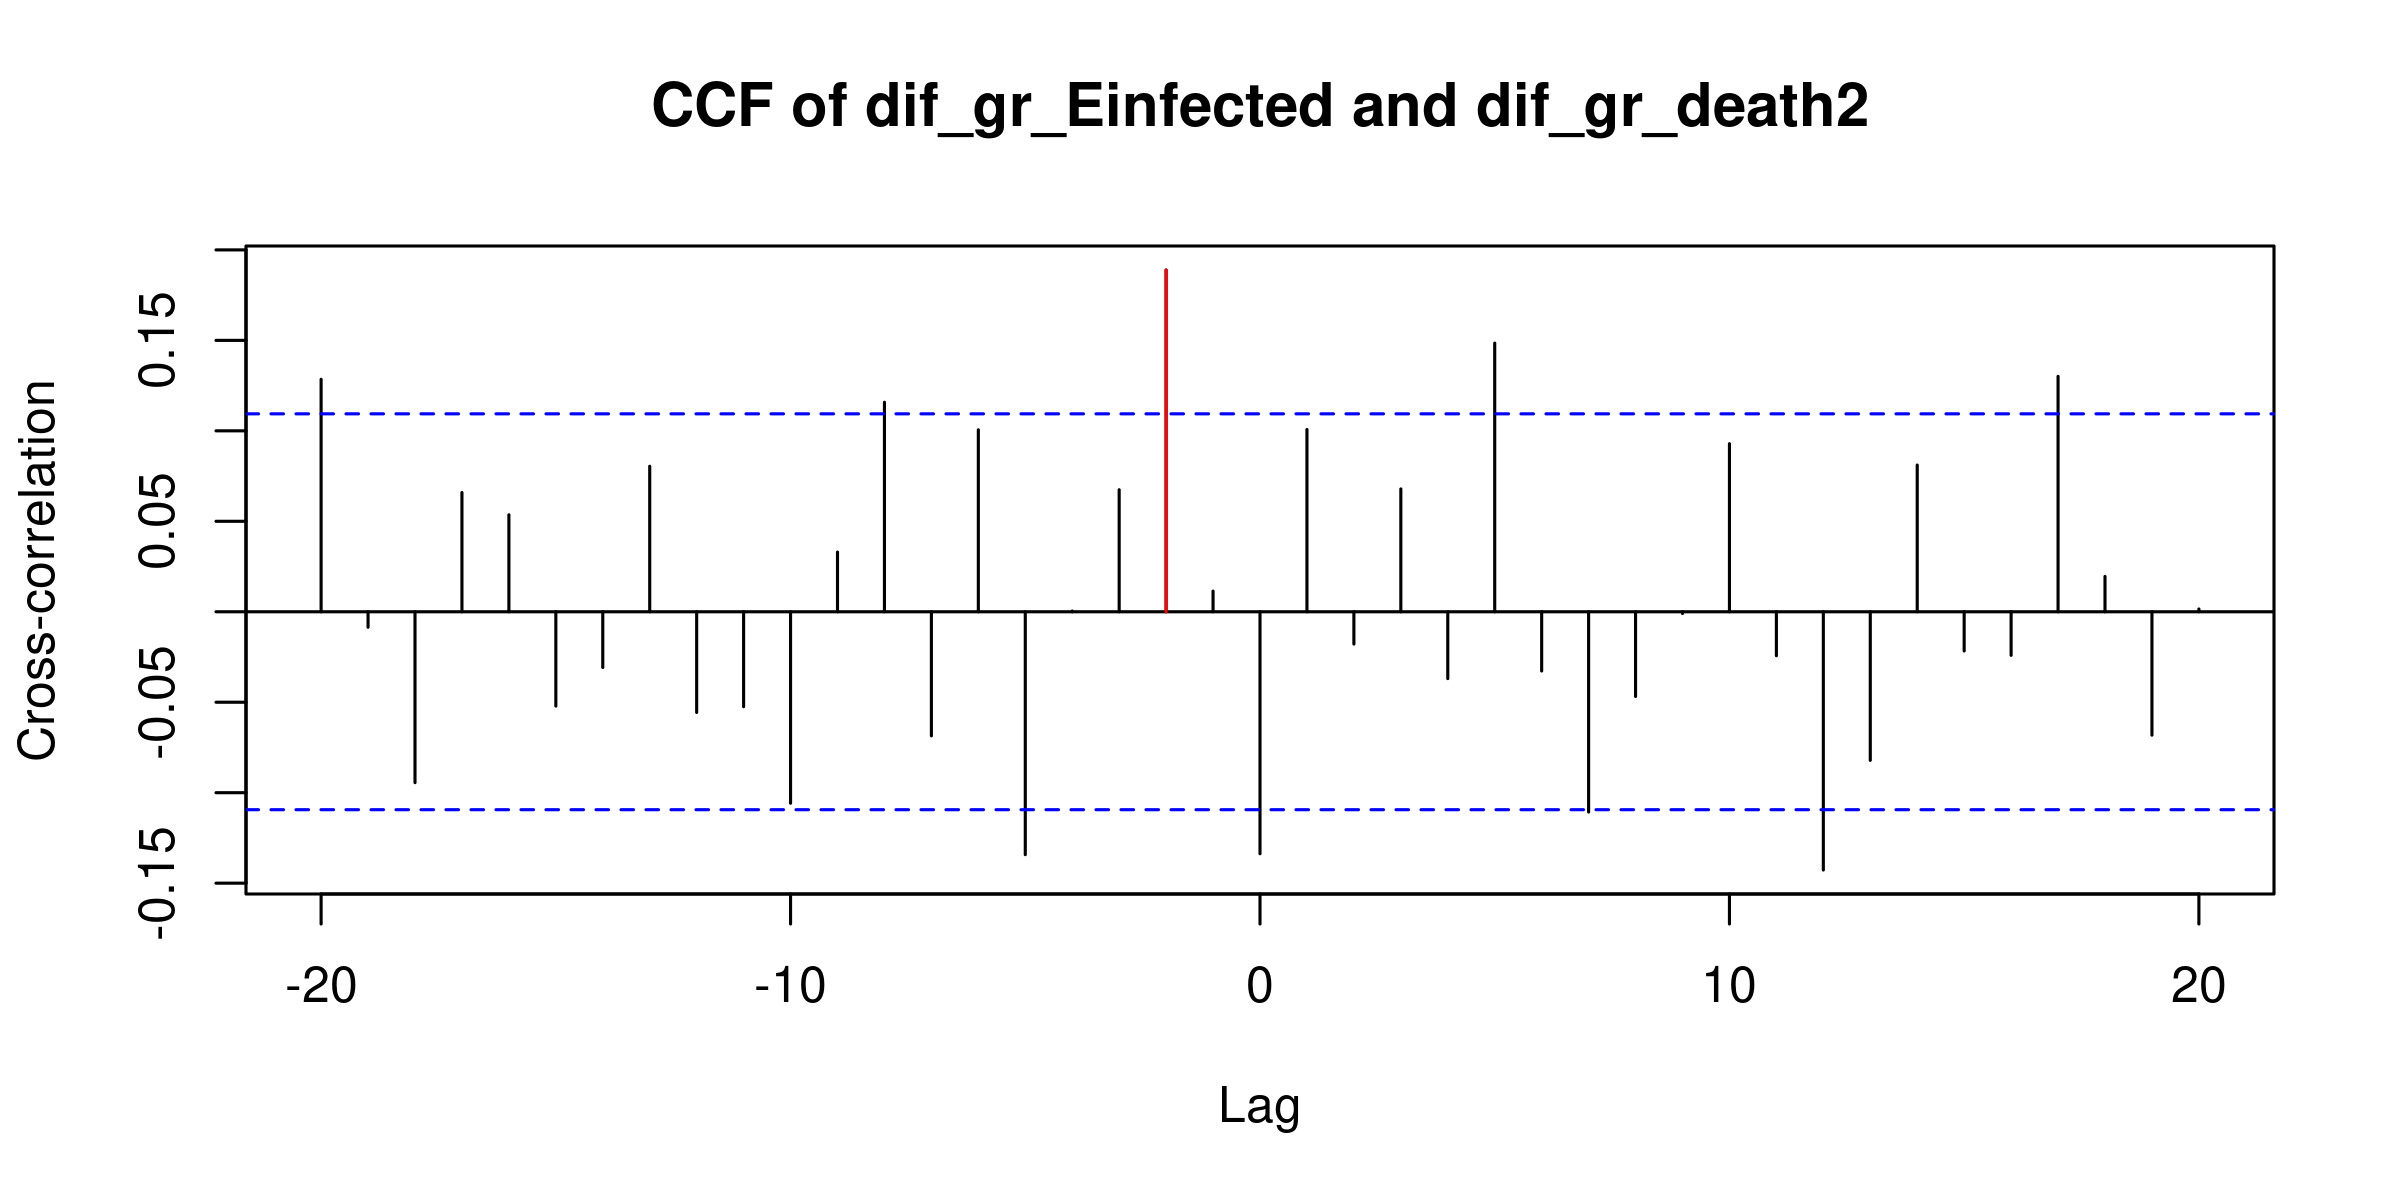 CCF of dif_gr_Einfected and dif_gr_death2
Cross-correlation
0.15
0.05
-0.05
-0.15
-20 -10 0 10 20
Lag